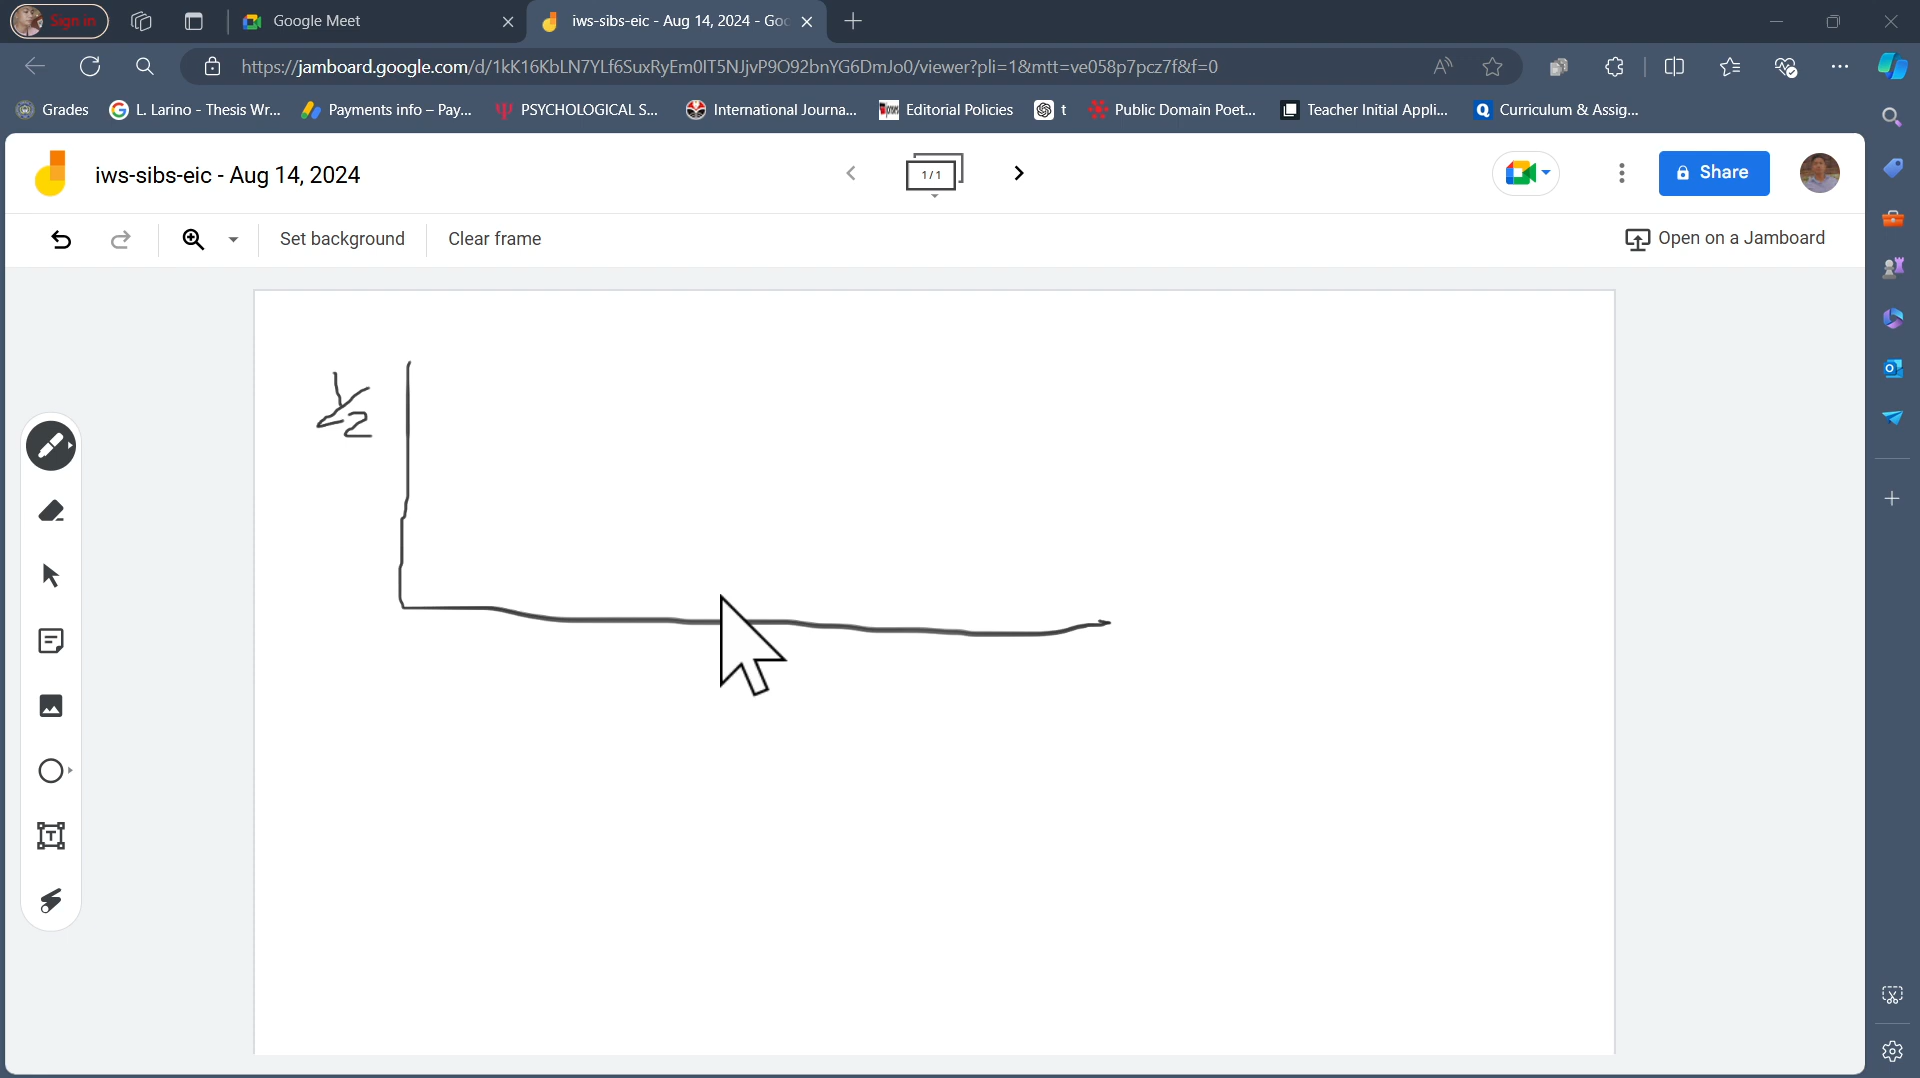 Sign in
Google Meet
iws-sibs-eic - Aug 14, 2024 - Goo
https://jamboard.google.com/d/1kK16KbLN7YLf6SuxRyEm0IT5NJjvP9O92bnYG6DmJo0/viewer?pli=1&mtt=ve058p7pcz7f&f=0
Grades
L. Larino - Thesis Wr...
Payments info – Pay...
PSYCHOLOGICAL S...
International Journa...
Editorial Policies
t
Public Domain Poet...
Teacher Initial Appli...
Curriculum & Assig...
iws-sibs-eic - Aug 14, 2024
1/1
Share
Set background
Clear frame
Open on a Jamboard
1/2